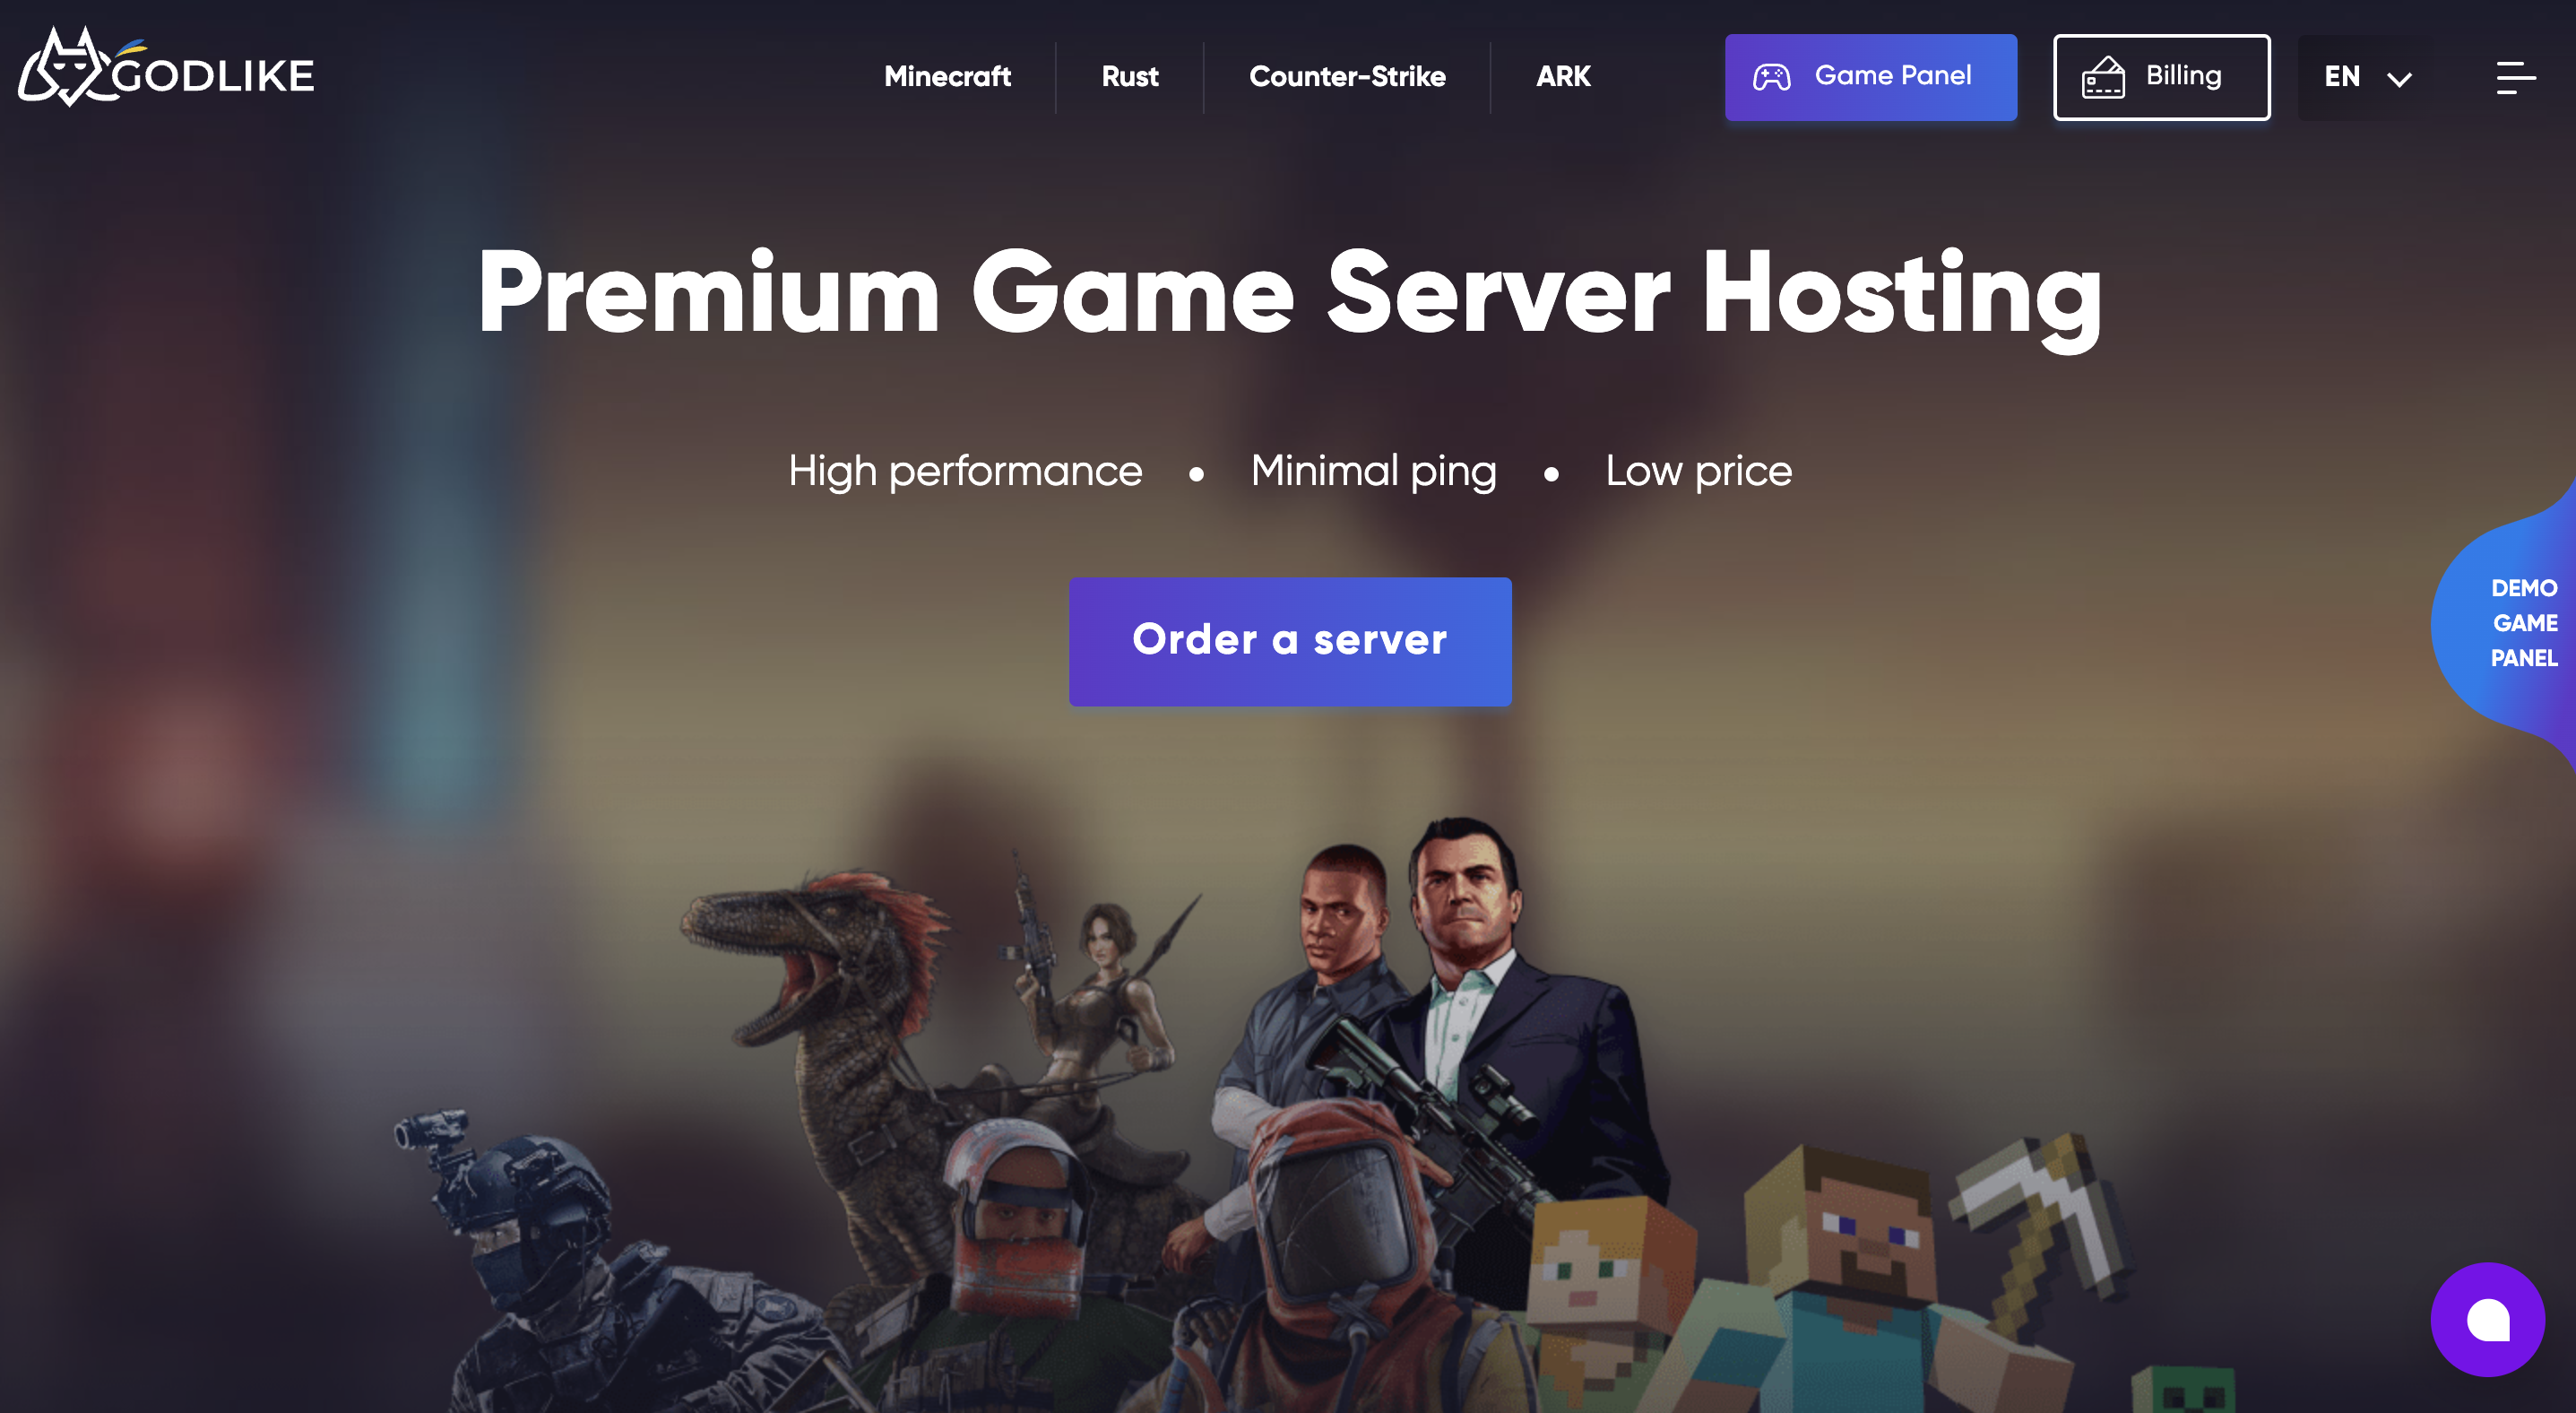 GODLIKE
Minecraft
Rust
Counter-Strike
ARK
Game Panel
Billing
EN
Premium Game Server Hosting
High performance • Minimal ping • Low price
Order a server
DEMO
GAME
PANEL